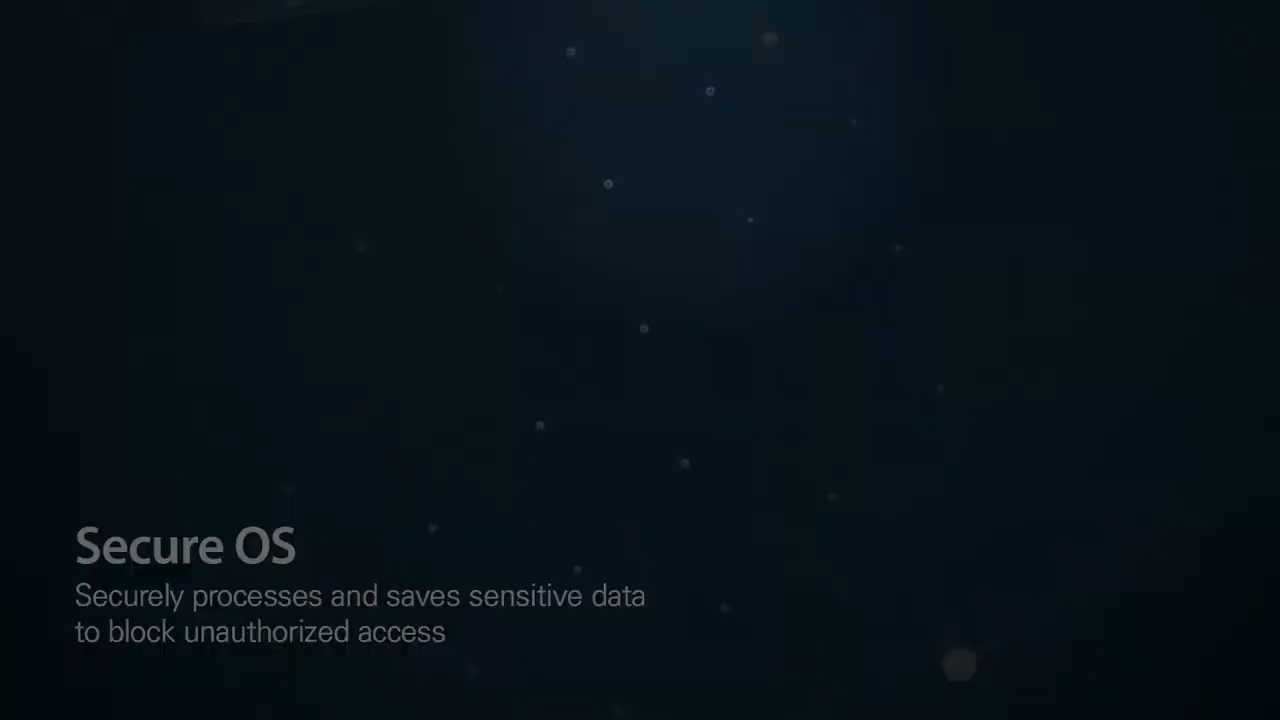 Secure OS
Securely processes and saves sensitive data
to block unauthorized access